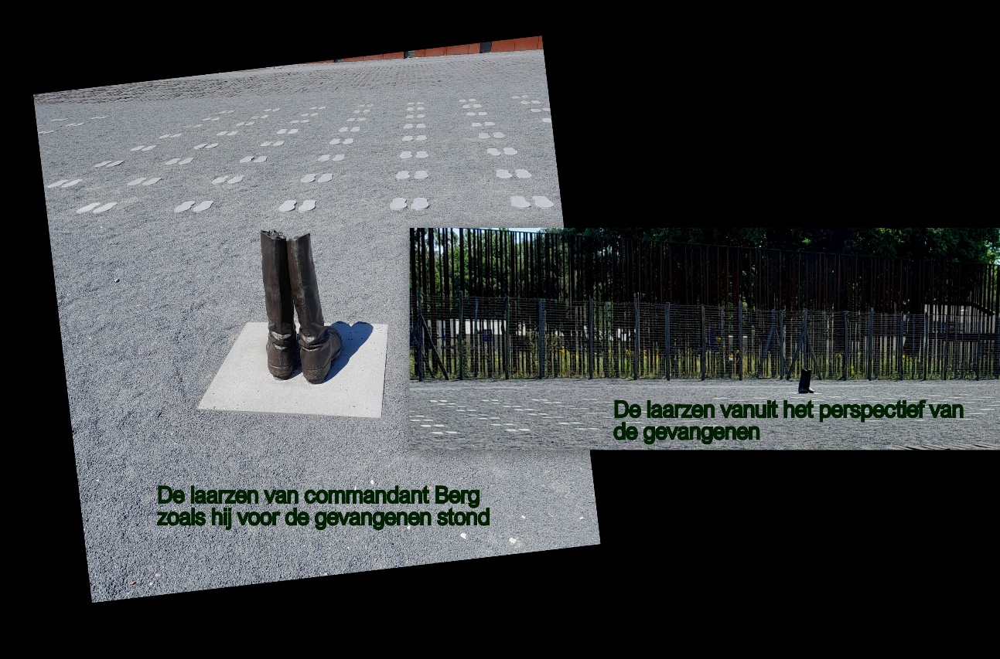 De laarzen vanuit het perspectief van
de gevangenen
De laarzen van commandant Berg
zoals hij voor de gevangenen stond